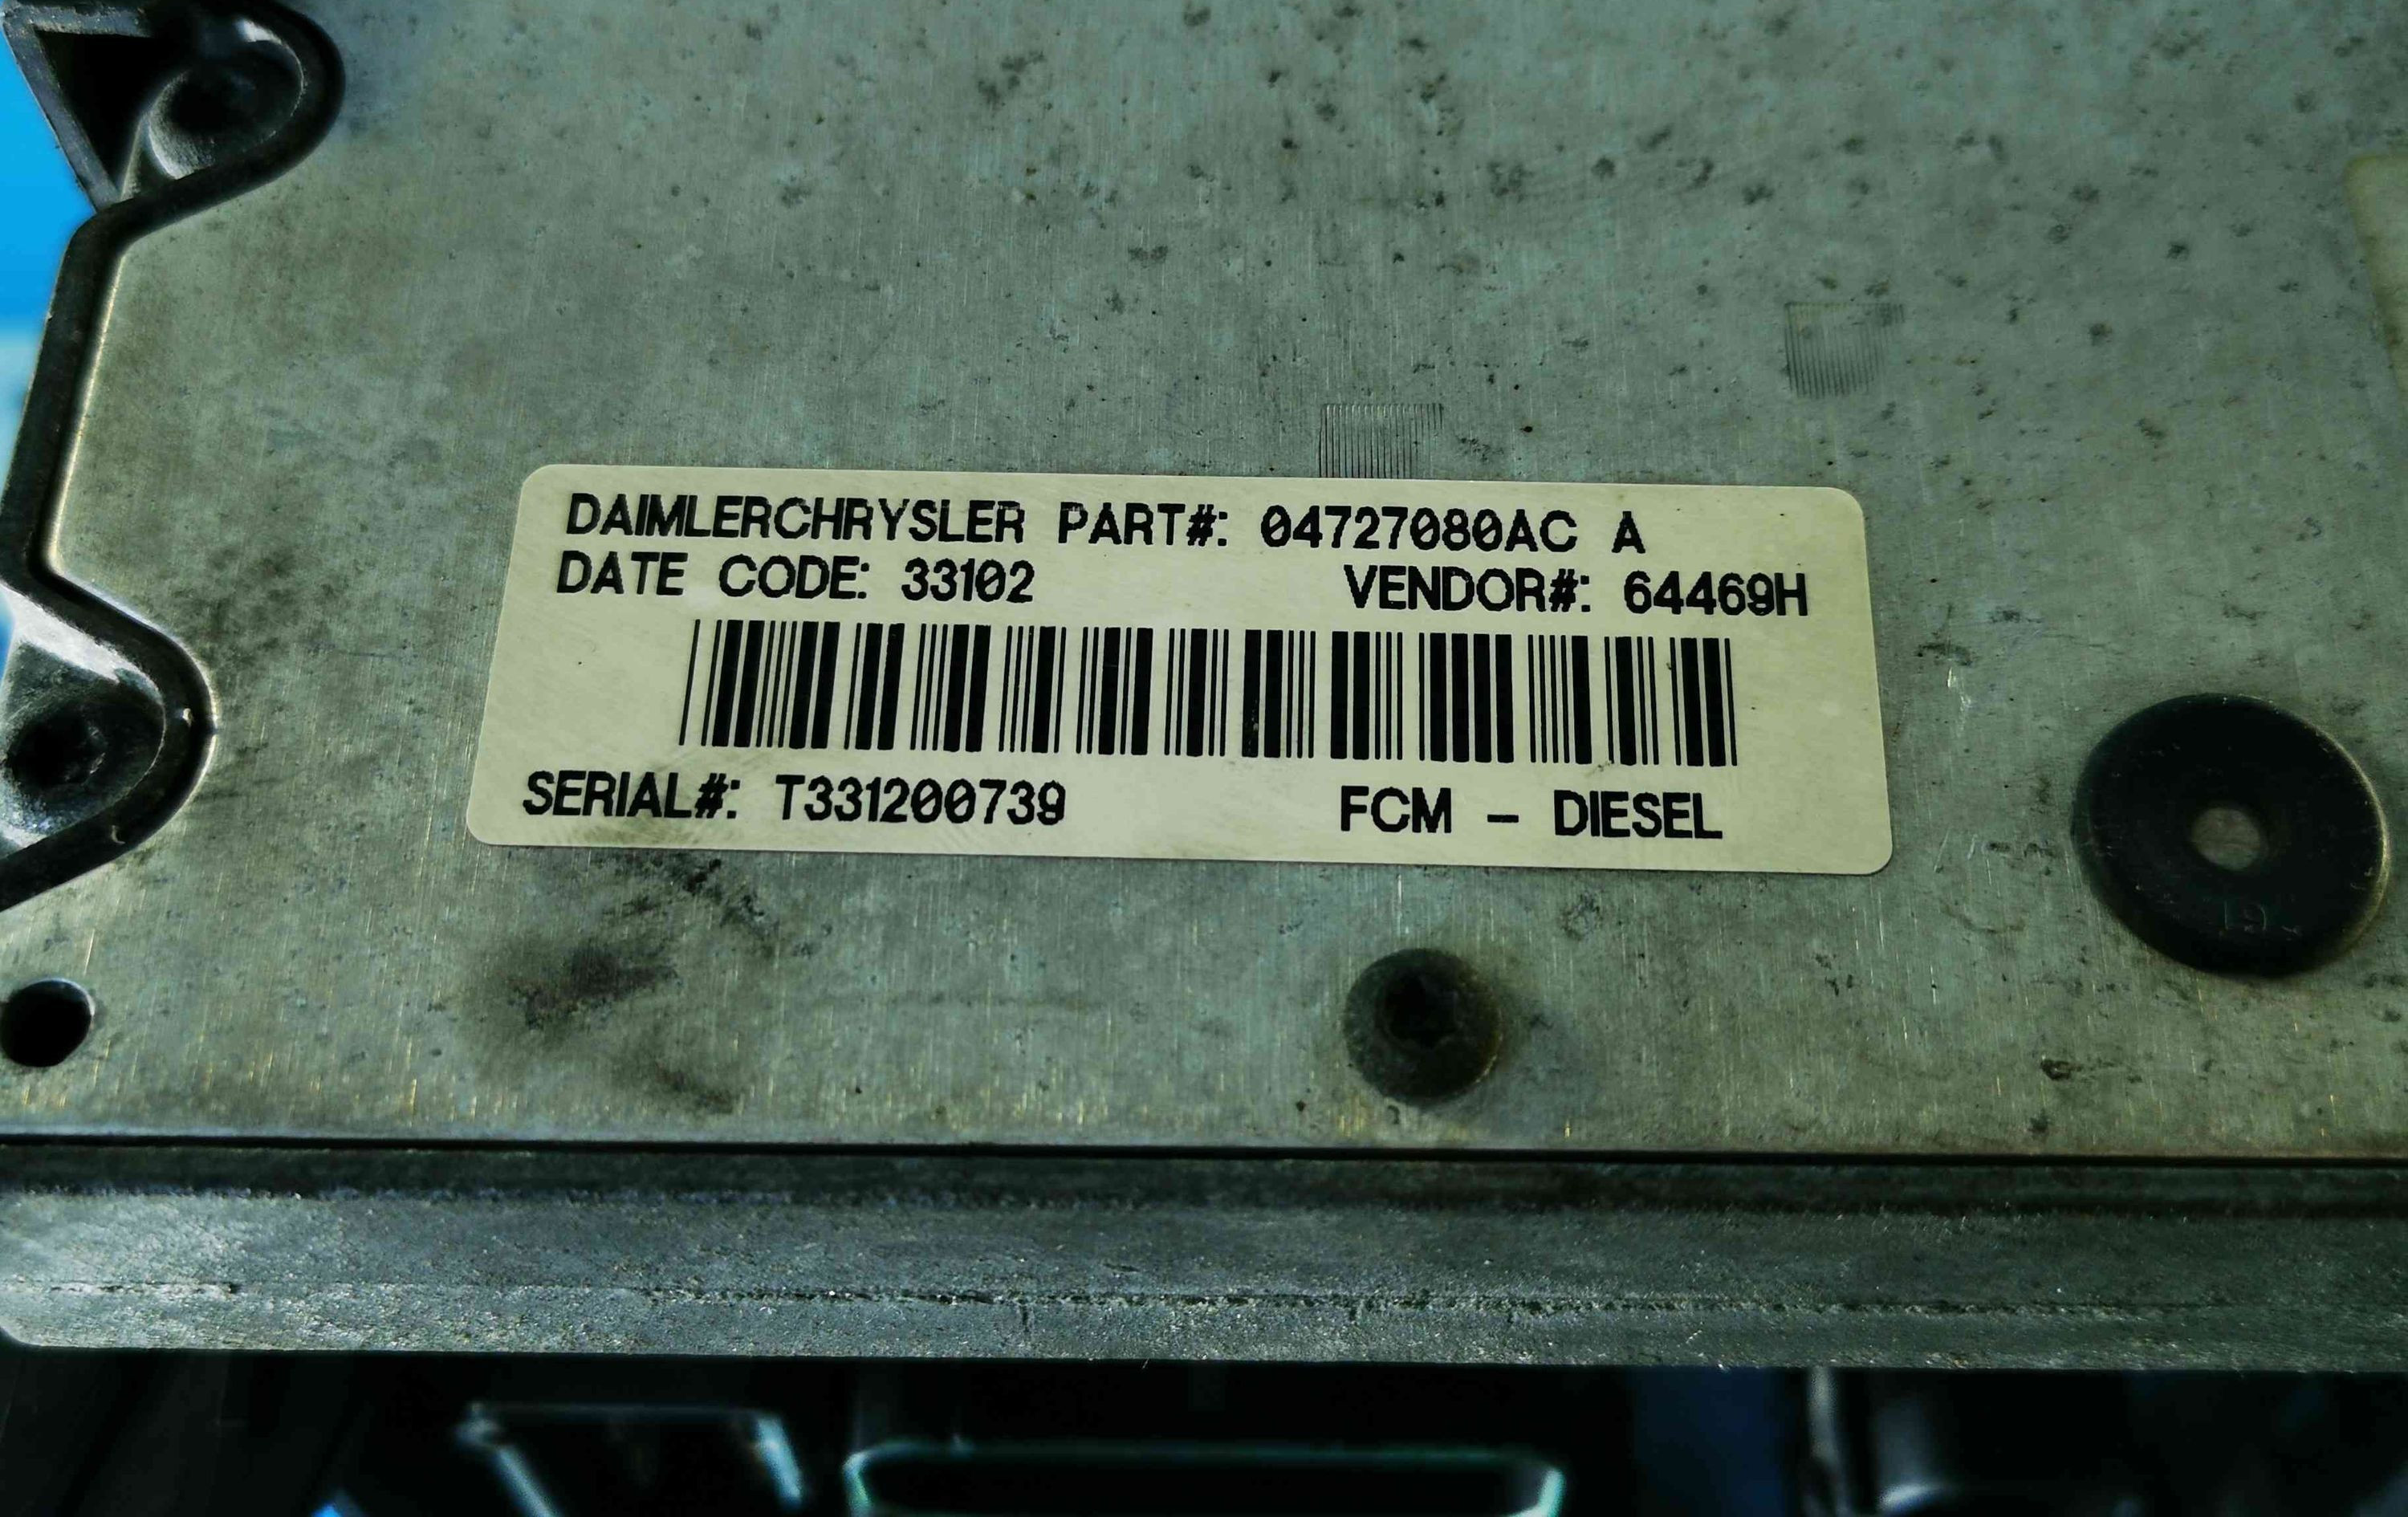 DAIMLERCHRYSLER PART#: 04727080AC A
DATE CODE: 33102 VENDOR#: 64469H
SERIAL#: T331200739 FCM - DIESEL